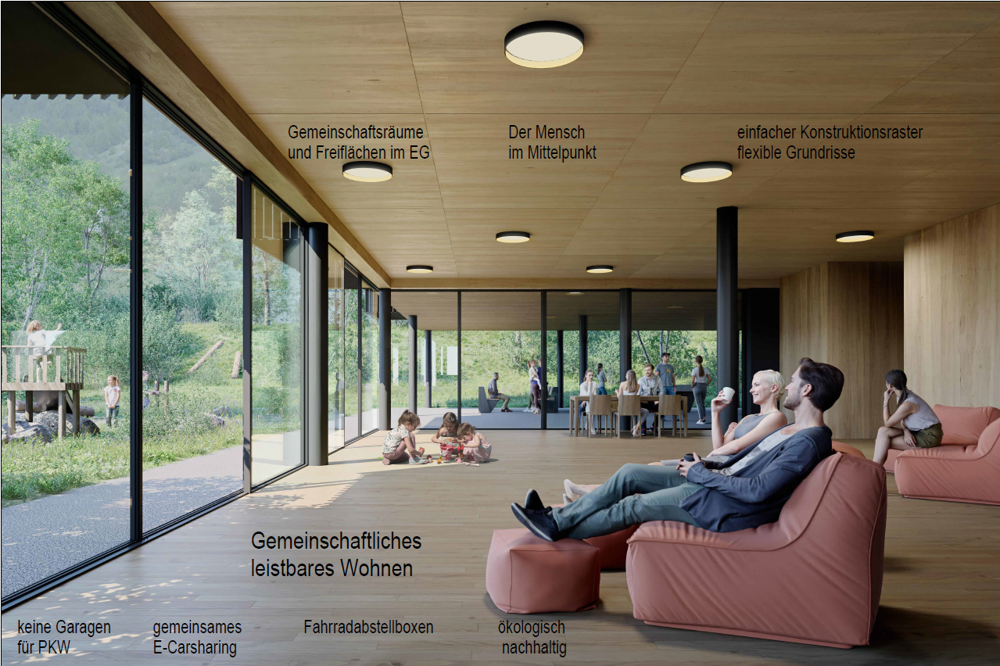 Gemeinschaftsräume
und Freiflächen im EG
Der Mensch
im Mittelpunkt
einfacher Konstruktionsraster
flexible Grundrisse
Gemeinschaftliches
leistbares Wohnen
keine Garagen
für PKW
gemeinsames
E-Carsharing
Fahrradabstellboxen
ökologisch
nachhaltig